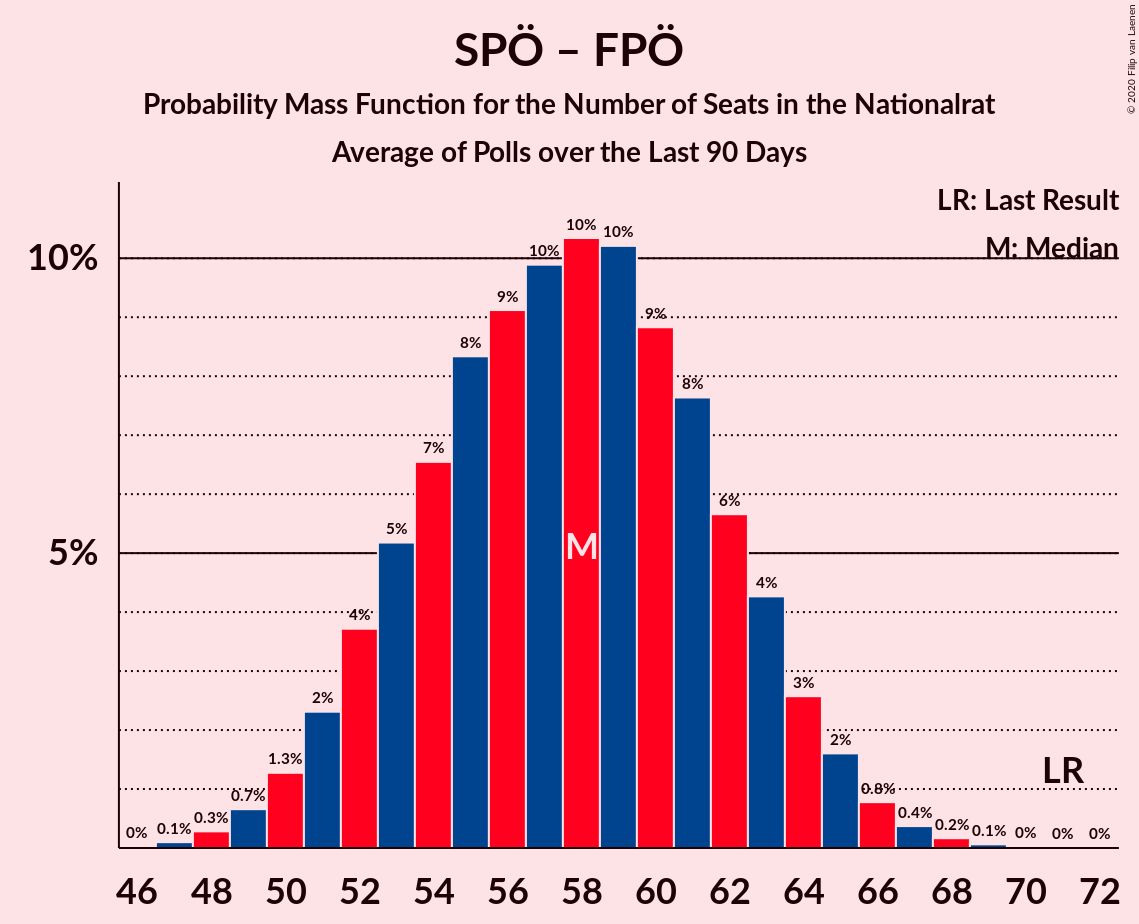 SPÖ – FPÖ
Probability Mass Function for the Number of Seats in the Nationalrat
Average of Polls over the Last 90 Days
© 2020 Filip van Laenen
LR: Last Result
M: Median
10%
5%
0% 0.1% 0.3% 0.7% 1.3% 2% 4% 5% 7% 8% 9% 10% 10% 10% 9% 8% 6% 4% 3% 2% 0.8% 0.4% 0.2% 0.1% 0% 0% 0%
M
LR
46 48 50 52 54 56 58 60 62 64 66 68 70 72